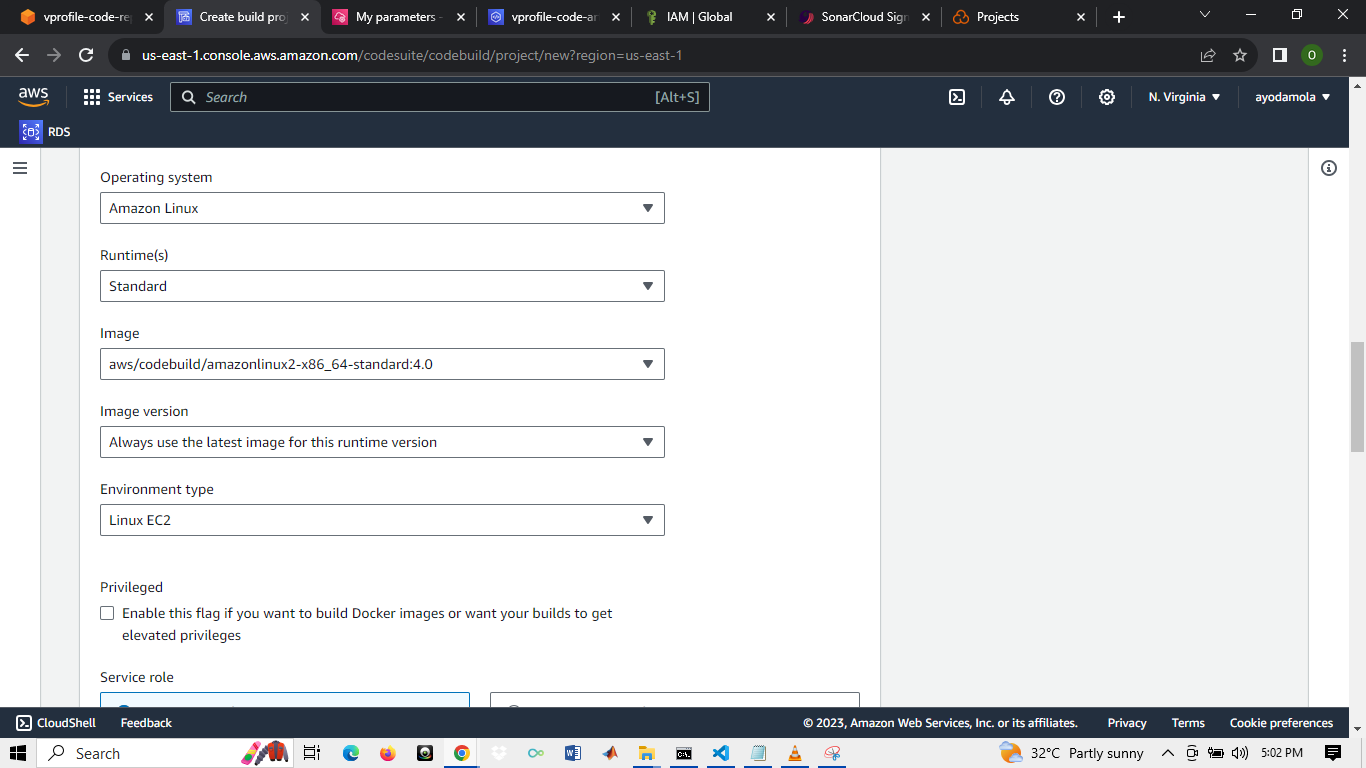 vprofile-code-rep
Create build proj
My parameters -
vprofile-code-ar
IAM | Global
SonarCloud Sign
Projects
us-east-1.console.aws.amazon.com/codesuite/codebuild/project/new?region=us-east-1
O
aws
Services
Search
[Alt+S]
N. Virginia
ayodamola
RDS
Operating system
Amazon Linux
Runtime(s)
Standard
Image
aws/codebuild/amazonlinux2-x86_64-standard:4.0
Image version
Always use the latest image for this runtime version
Environment type
Linux EC2
Privileged
Enable this flag if you want to build Docker images or want your builds to get
elevated privileges
Service role
CloudShell
Feedback
© 2023, Amazon Web Services, Inc. or its affiliates.
Privacy
Terms
Cookie preferences
Search
32°C Partly sunny
5:02 PM